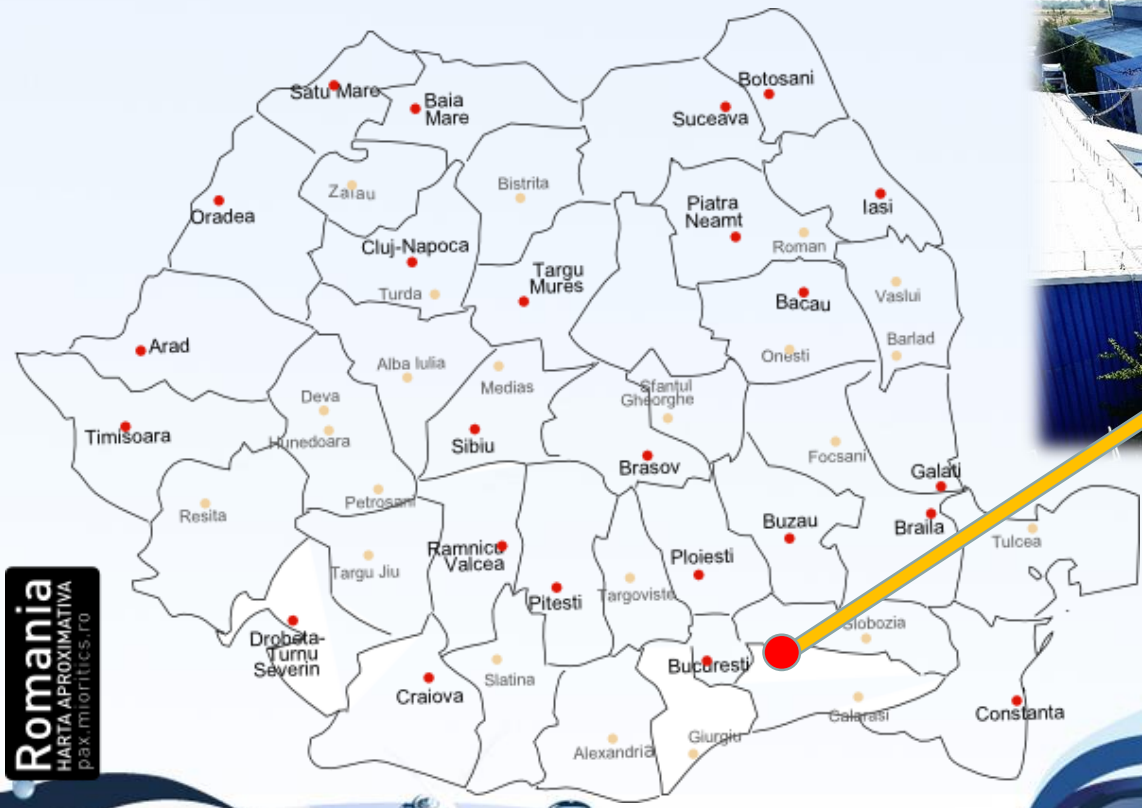 Satu Mare
Baia
Mare
Botosani
Suceava
Zalau
Bistrita
Oradea
Piatra
Neamt
Iasi
Roman
Cluj-Napoca
Targu
Mures
Turda
Bacau
Vaslui
Arad
Alba Iulia
Medias
Onesti
Barlad
Deva
Sfantul
Gheorghe
Timisoara
Hunedoara
Sibiu
Brasov
Focsani
Galati
Resita
Petrosani
Ramnicu
Valcea
Buzau
Braila
Tulcea
Targu Jiu
Ploiesti
Pitesti
Targoviste
Drobeta-
Turnu
Severin
Slobozia
Bucuresti
Craiova
Slatina
Calarasi
Constanta
Alexandria
Giurgiu
Romania
HARTA APROXIMATIVA
pax.mioritics.ro